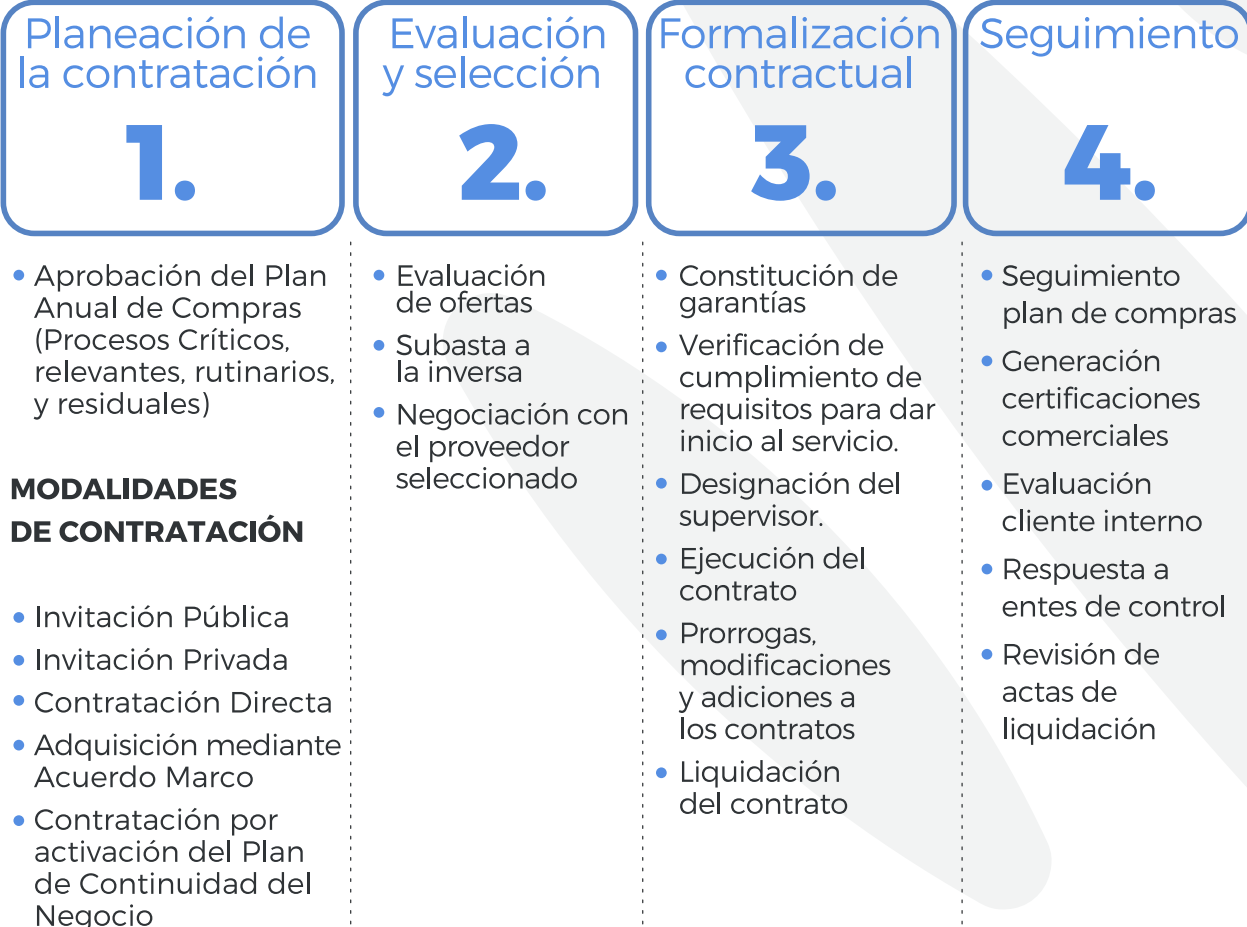 Planeación de
la contratación
1.
• Aprobación del Plan
Anual de Compras
(Procesos Críticos,
relevantes, rutinarios,
y residuales)
MODALIDADES
DE CONTRATACIÓN
• Invitación Pública
• Invitación Privada
• Contratación Directa
• Adquisición mediante
Acuerdo Marco
• Contratación por
activación del Plan
de Continuidad del
Negocio
Evaluación
y selección
2.
• Evaluación
de ofertas
• Subasta a
la inversa
• Negociación con
el proveedor
seleccionado
Formalización
contractual
3.
• Constitución de
garantías
• Verificación de
cumplimiento de
requisitos para dar
inicio al servicio.
• Designación del
supervisor.
• Ejecución del
contrato
• Prorrogas,
modificaciones
y adiciones a
los contratos
• Liquidación
del contrato
Seguimiento
4.
• Seguimiento
plan de compras
• Generación
certificaciones
comerciales
• Evaluación
cliente interno
• Respuesta a
entes de control
• Revisión de
actas de
liquidación